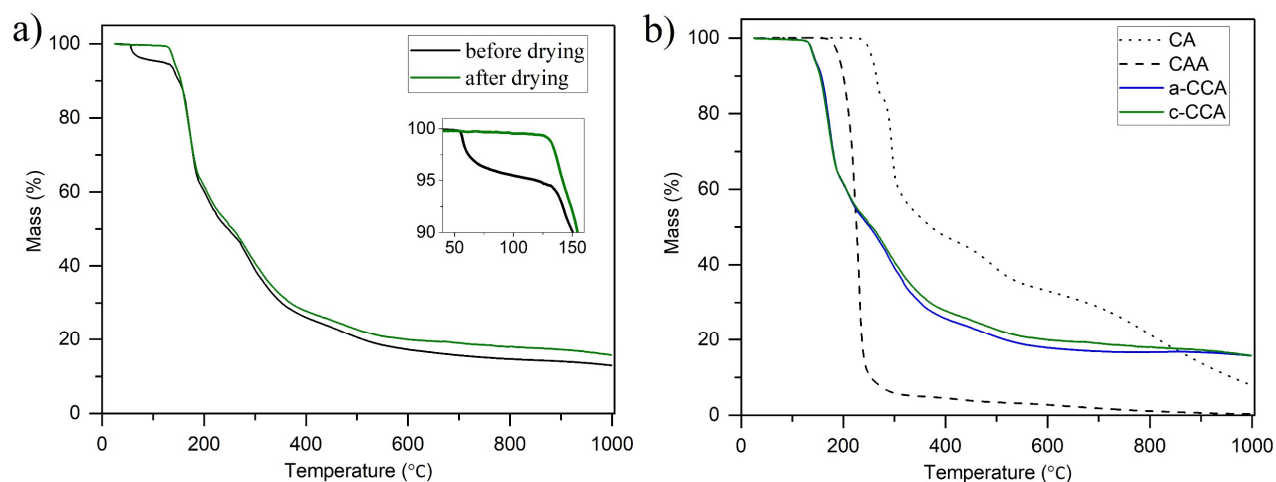 a)
before drying
after drying
100
80
60
40
20
0
Mass (%)
100
95
90
50
100
150
0
200
400
600
800
1000
Temperature (°C)
b)
CA
CAA
a-CCA
c-CCA
100
80
60
40
20
0
Mass (%)
0
200
400
600
800
1000
Temperature (°C)